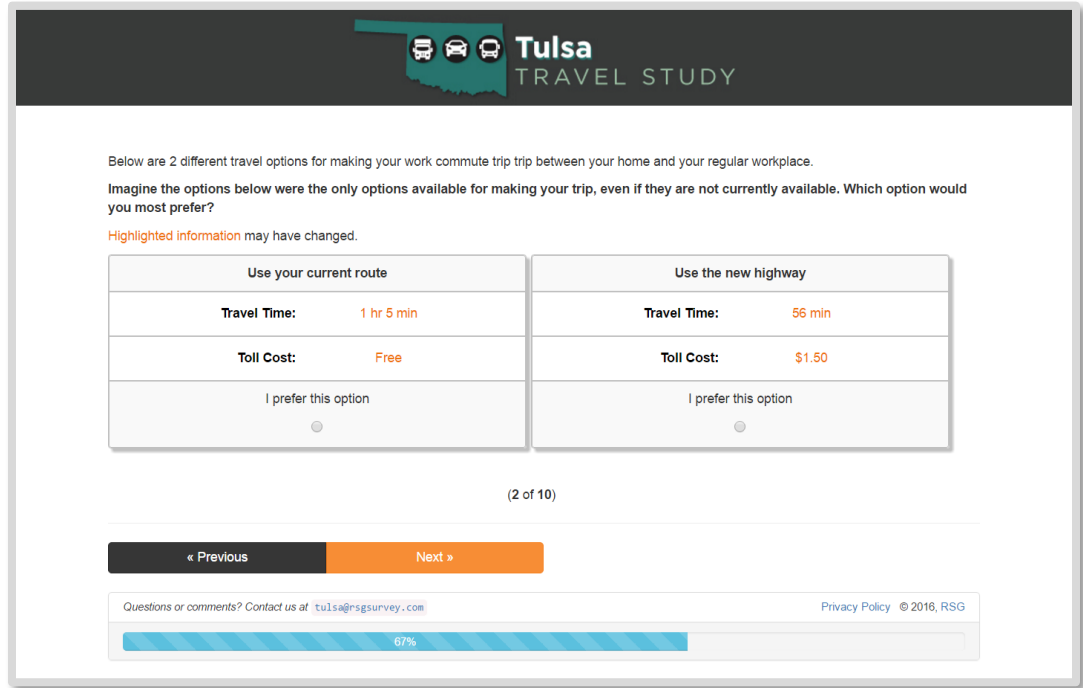 Tulsa
TRAVEL STUDY
Below are 2 different travel options for making your work commute trip trip between your home and your regular workplace.
Imagine the options below were the only options available for making your trip, even if they are not currently available. Which option would
you most prefer?
Highlighted information may have changed.
Use your current route
Travel Time: 1 hr 5 min
Toll Cost: Free
I prefer this option
Use the new highway
Travel Time: 56 min
Toll Cost: $1.50
I prefer this option
(2 of 10)
« Previous
Next »
Questions or comments? Contact us at tulsa@rsgsurvey.com
Privacy Policy © 2016, RSG
67%